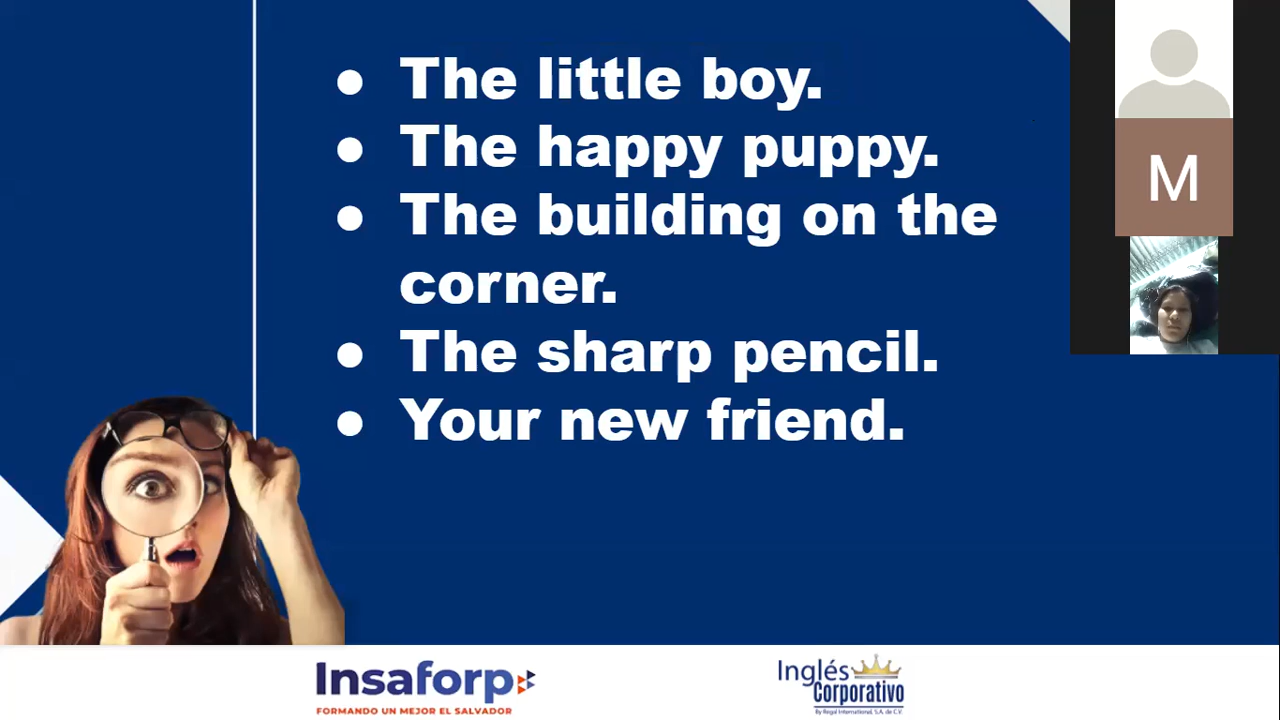 ● The little boy.
● The happy puppy.
● The building on the
corner.
● The sharp pencil.
● Your new friend.
M
Insaforp
FORMANDO UN MEJOR EL SALVADOR
Inglés
Corporativo
By Regal International, S.A. de C.V.